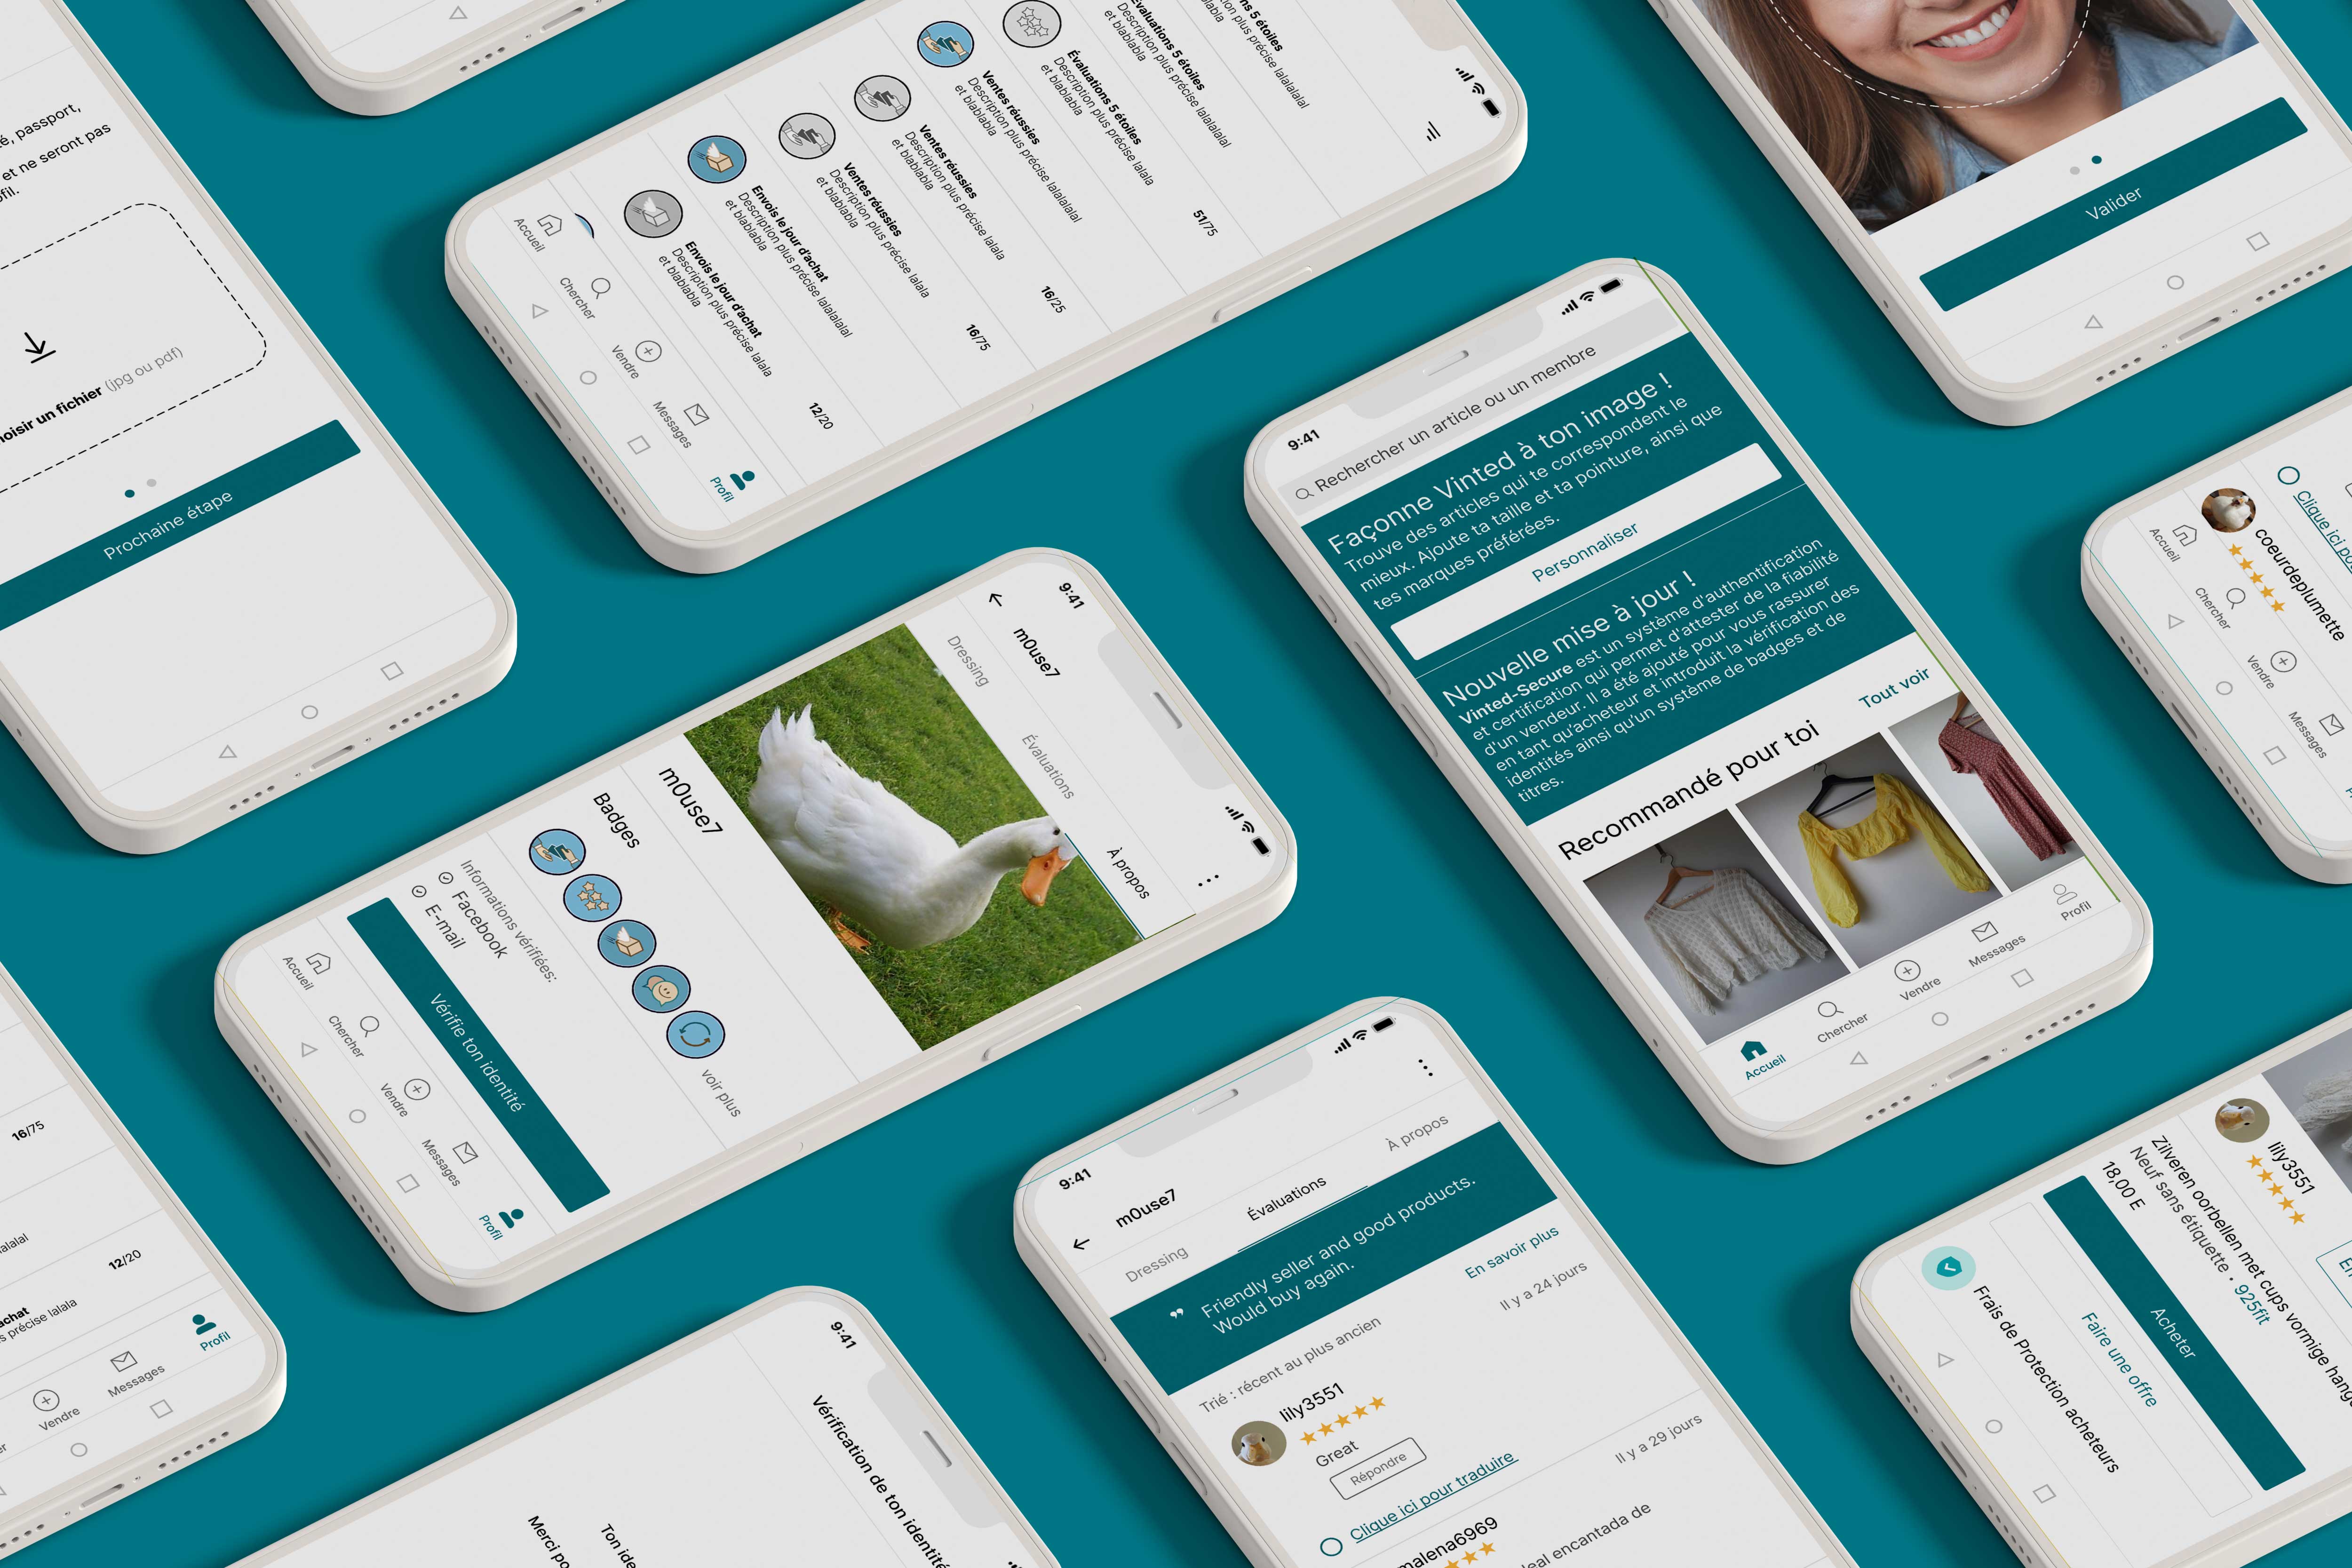 é, passport,
et ne seront pas
fil.
oisir un fichier (jpg ou pdf)
Prochaine étape
Évaluations 5 étoiles
Description plus précise lalalalalal
et blablabla
Évaluations 5 étoiles
Description plus précise lalala
et blablabla
51/75
Ventes réussies
Description plus précise lalalalalal
et blablabla
Ventes réussies
Description plus précise lalala
et blablabla
16/25
Ventes réussies
Description plus précise lalala
et blablabla
16/75
Envois le jour d'achat
Description plus précise lalalalalal
et blablabla
Envois le jour d'achat
Description plus précise lalala
et blablabla
12/20
Accueil
Chercher
Vendre
Messages
Profil
Valider
9:41
Rechercher un article ou un membre
Façonne Vinted à ton image !
Trouve des articles qui te correspondent le
mieux. Ajoute ta taille et ta pointure, ainsi que
tes marques préférées.
Personnaliser
Nouvelle mise à jour !
Vinted-Secure est un système d'authentification
et certification qui permet d'attester de la fiabilité
d'un vendeur. Il a été ajouté pour vous rassurer
en tant qu'acheteur et introduit la vérification des
identités ainsi qu'un système de badges et de
titres.
Recommandé pour toi
Tout voir
Accueil
Chercher
Vendre
Messages
Profil
coeurdeplumette
Clique ici po
Accueil
Chercher
Vendre
Messages
9:41
m0use7
Dressing
Évaluations
À propos
m0use7
Badges
voir plus
Informations vérifiées:
Facebook
E-mail
Vérifie ton identité
Accueil
Chercher
Vendre
Messages
Profil
16/75
lalalal
12/20
achat
s précise lalala
er
Vendre
Messages
Profil
9:41
Vérification de ton identité
Ton ide
Merci po
9:41
m0use7
Dressing
Évaluations
À propos
" Friendly seller and good products.
Would buy again.
En savoir plus
Trié : récent au plus ancien
Il y a 24 jours
lily3551
Great
Répondre
Clique ici pour traduire
Il y a 29 jours
malena6969
eal encantada de
lily3551
Zilveren oorbellen met cups vormige hang
Neuf sans étiquette • 925fit
18,00 E
Acheter
Faire une offre
Frais de Protection acheteurs